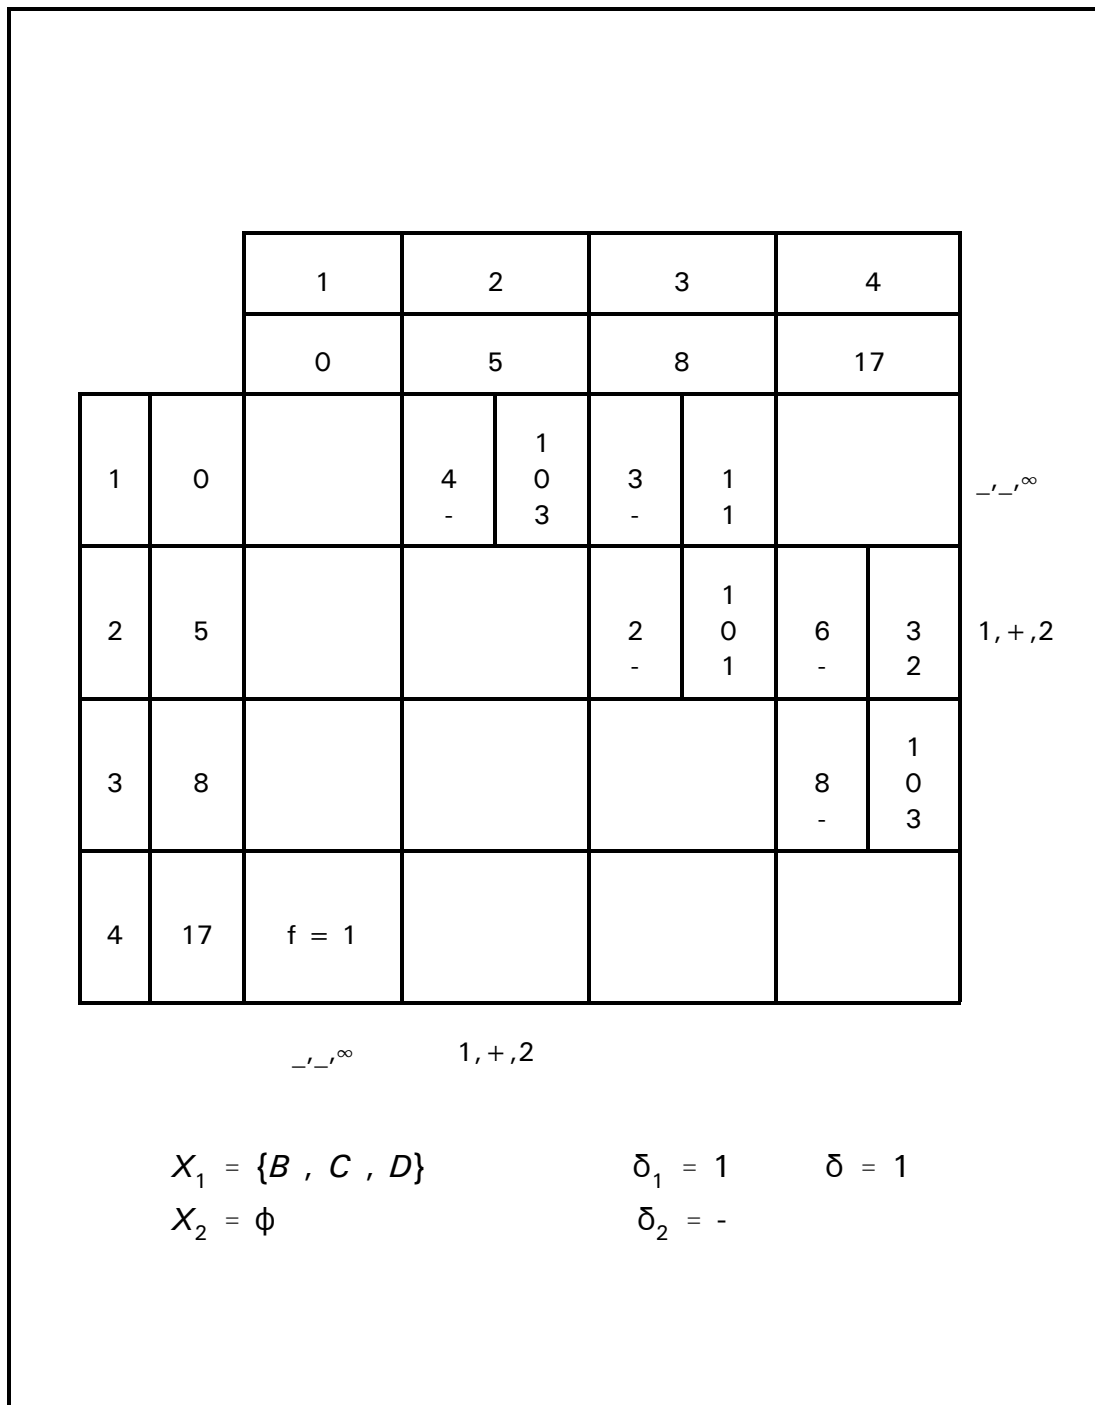 1 2 3 4
0 5 8 17
1
1 0 4 0 3 1 _,_,∞
- 3 - 1
1
2 5 2 0 6 3 1,+,2
- 1 - 2
1
3 8 8 0
- 3
4 17 f = 1
_,_,∞ 1,+,2
X₁ = {B , C , D} δ₁ = 1 δ = 1
X₂ = ϕ δ₂ = -